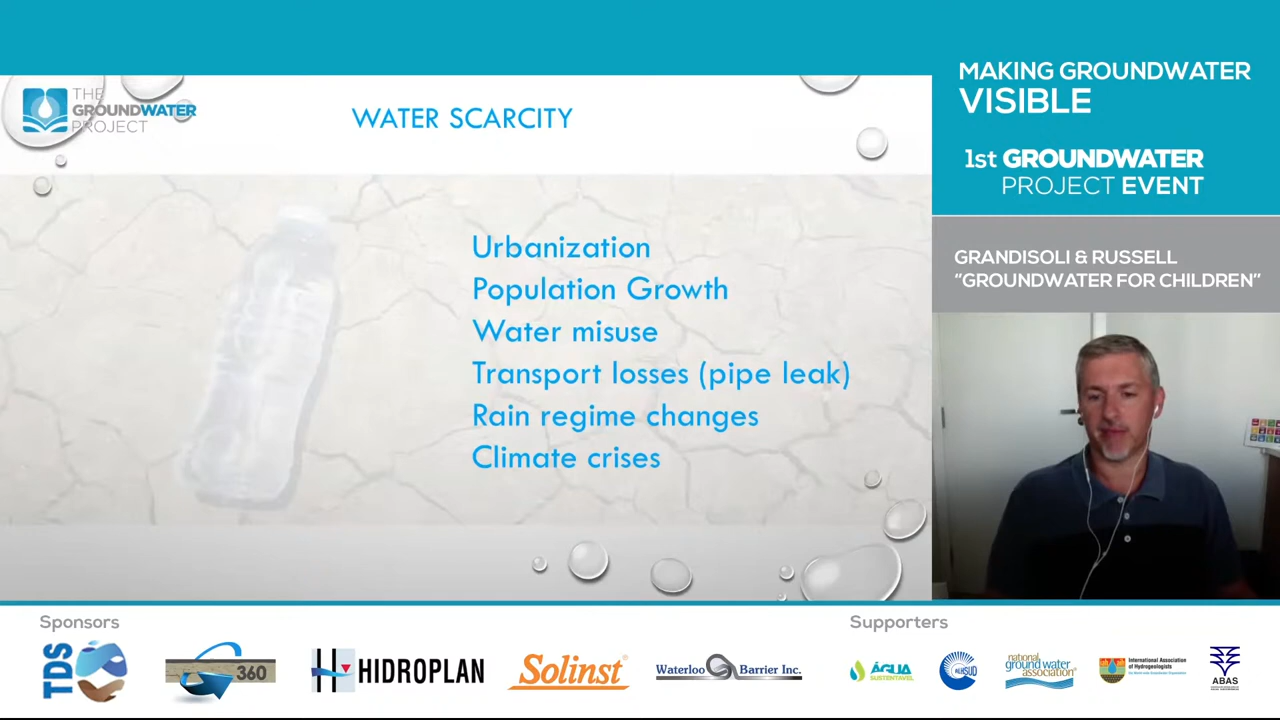 THE
GROUNDWATER
PROJECT
WATER SCARCITY
Urbanization
Population Growth
Water misuse
Transport losses (pipe leak)
Rain regime changes
Climate crises
MAKING GROUNDWATER
VISIBLE
1st GROUNDWATER
PROJECT EVENT
GRANDISOLI & RUSSELL
“GROUNDWATER FOR CHILDREN”
Sponsors
TDS
360
HIDROPLAN
Solinst®
Waterloo Barrier Inc.
Supporters
ÁGUA
SUSTENTÁVEL
national
ground water
association
International Association
of Hydrogeologists
ABAS